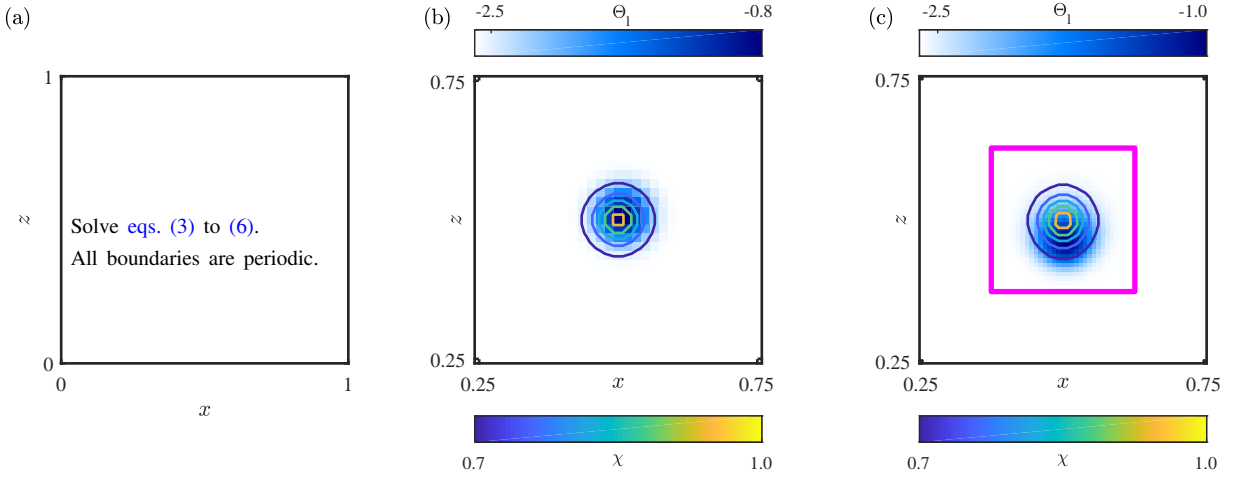 (a)
1
z
Solve eqs. (3) to (6).
All boundaries are periodic.
0
0
1
x
(b)
-2.5
Θl
-0.8
0.75
z
0.25
0.25
x
0.75
0.7
χ
1.0
(c)
-2.5
Θl
-1.0
0.75
z
0.25
0.25
x
0.75
0.7
χ
1.0